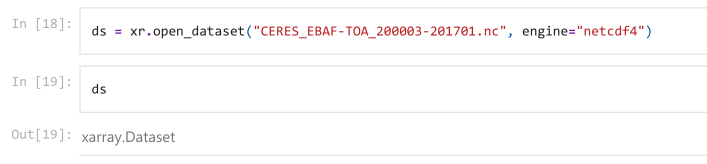 In [18]: ds = xr.open_dataset("CERES_EBAF-TOA_200003-201701.nc", engine="netcdf4")
In [19]: ds
Out[19]: xarray.Dataset